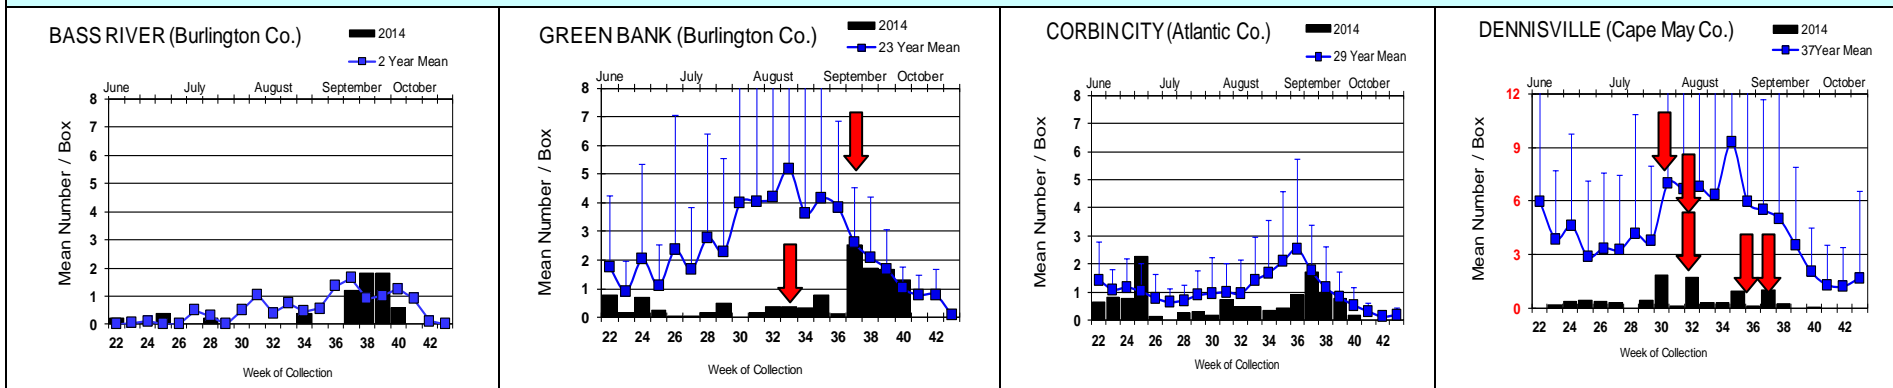 BASS RIVER (Burlington Co.)
2014
2 Year Mean
June July August September October
8
7
6
5
4
3
2
1
0
Mean Number / Box
22 24 26 28 30 32 34 36 38 40 42
Week of Collection
GREEN BANK (Burlington Co.)
2014
23 Year Mean
June July August September October
8
7
6
5
4
3
2
1
0
Mean Number / Box
22 24 26 28 30 32 34 36 38 40 42
Week of Collection
CORBIN CITY (Atlantic Co.)
2014
29 Year Mean
June July August September October
8
7
6
5
4
3
2
1
0
Mean Number / Box
22 24 26 28 30 32 34 36 38 40 42
Week of Collection
DENNISVILLE (Cape May Co.)
2014
37Year Mean
June July August September October
12
9
6
3
0
Mean Number / Box
22 24 26 28 30 32 34 36 38 40 42
Week of Collection